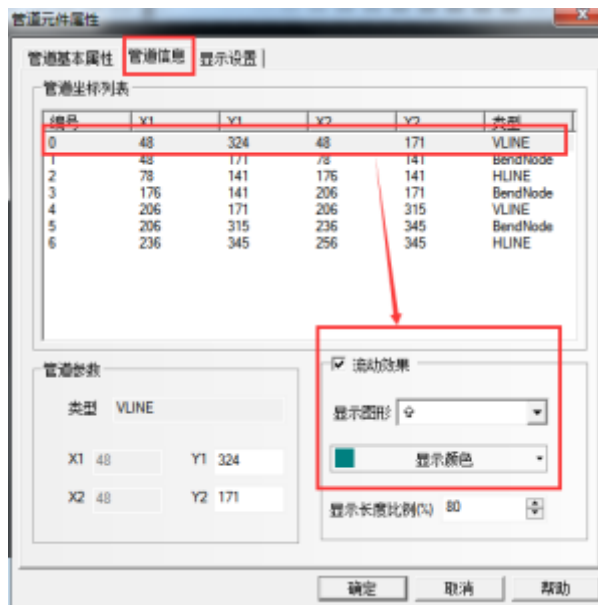 管道元件属性
管道基本属性 管道信息 显示设置
管道坐标列表
编号 X1 Y1 X2 Y2 类型
0 48 324 48 171 VLINE
1 48 171 78 141 BendNode
2 78 141 176 141 HLINE
3 176 141 206 171 BendNode
4 206 171 206 315 VLINE
5 206 315 236 345 BendNode
6 236 345 256 345 HLINE
管道参数
类型 VLINE
X1 48 Y1 324
X2 48 Y2 171
流动效果
显示图形
显示颜色
显示长度比例(%) 80
确定 取消 帮助